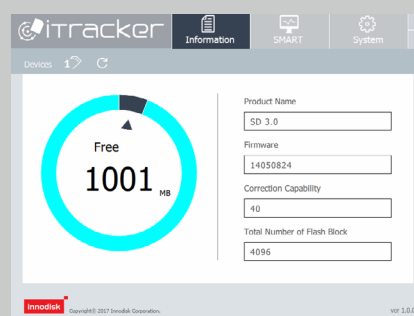 iTracker
Information
SMART
System
Devices 1
Free
1001 MB
Product Name
SD 3.0
Firmware
14050824
Correction Capability
40
Total Number of Flash Block
4096
innodisk
Copyright© 2017 Innodisk Corporation.
ver 1.0.